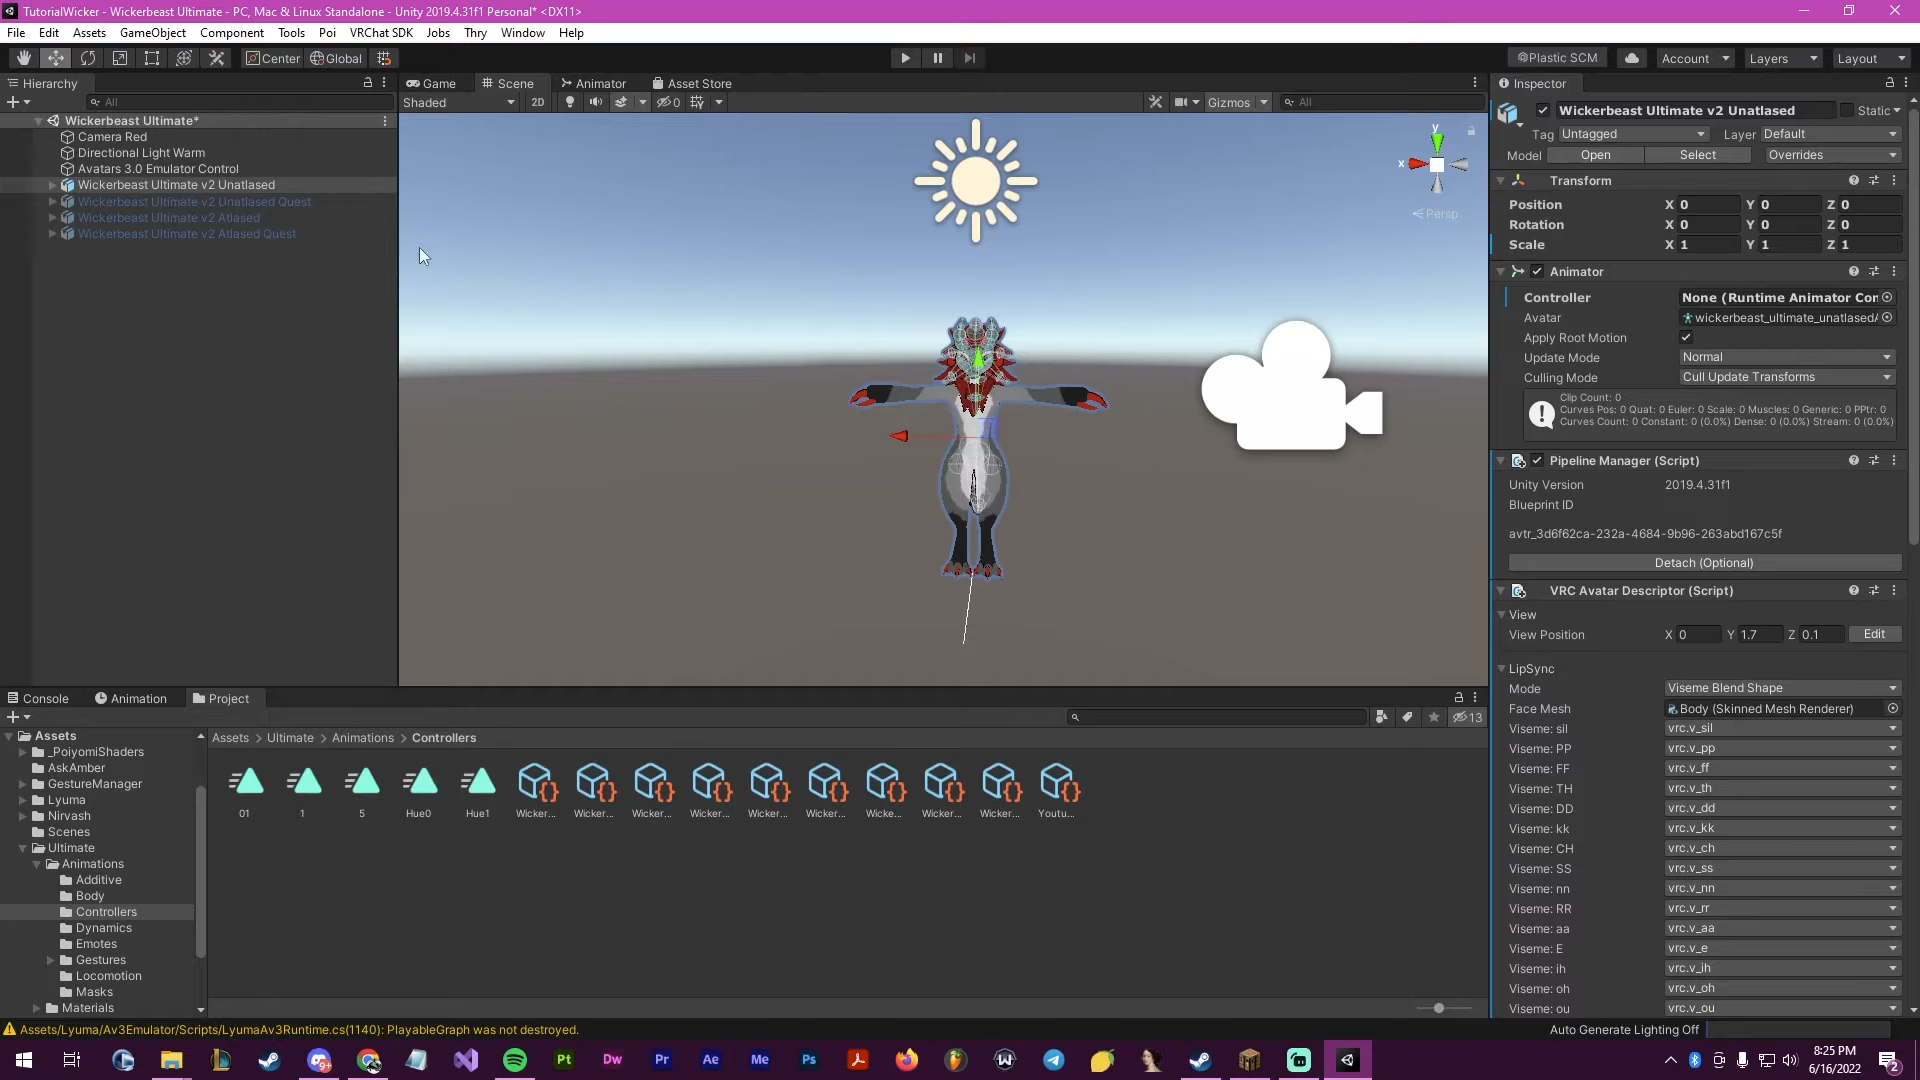 TutorialWicker - Wickerbeast Ultimate - PC, Mac & Linux Standalone - Unity 2019.4.31f1 Personal* <DX11>
File Edit Assets GameObject Component Tools Poi VRChat SDK Jobs Thry Window Help
Center Global Plastic SCM Account Layers Layout
Hierarchy
All
Wickerbeast Ultimate*
Camera Red
Directional Light Warm
Avatars 3.0 Emulator Control
Wickerbeast Ultimate v2 Unatlased
Wickerbeast Ultimate v2 Unatlased Quest
Wickerbeast Ultimate v2 Atlased
Wickerbeast Ultimate v2 Atlased Quest
Game Scene Animator Asset Store
Shaded 2D 0 Gizmos All
y
x
Persp
Inspector
Wickerbeast Ultimate v2 Unatlased Static
Tag Untagged Layer Default
Model Open Select Overrides
Transform
Position X 0 Y 0 Z 0
Rotation X 0 Y 0 Z 0
Scale X 1 Y 1 Z 1
Animator
Controller None (Runtime Animator Con
Avatar wickerbeast_ultimate_unatlasedA
Apply Root Motion
Update Mode Normal
Culling Mode Cull Update Transforms
Clip Count: 0
Curves Pos: 0 Quat: 0 Euler: 0 Scale: 0 Muscles: 0 Generic: 0 PPtr: 0
Curves Count: 0 Constant: 0 (0.0%) Dense: 0 (0.0%) Stream: 0 (0.0%)
Pipeline Manager (Script)
Unity Version 2019.4.31f1
Blueprint ID
avtr_3d6f62ca-232a-4684-9b96-263abd167c5f
Detach (Optional)
VRC Avatar Descriptor (Script)
View
View Position X 0 Y 1.7 Z 0.1 Edit
LipSync
Mode Viseme Blend Shape
Face Mesh Body (Skinned Mesh Renderer)
Viseme: sil vrc.v_sil
Viseme: PP vrc.v_pp
Viseme: FF vrc.v_ff
Viseme: TH vrc.v_th
Viseme: DD vrc.v_dd
Viseme: kk vrc.v_kk
Viseme: CH vrc.v_ch
Viseme: SS vrc.v_ss
Viseme: nn vrc.v_nn
Viseme: RR vrc.v_rr
Viseme: aa vrc.v_aa
Viseme: E vrc.v_e
Viseme: ih vrc.v_ih
Viseme: oh vrc.v_oh
Viseme: ou vrc.v_ou
Console Animation Project
13
Assets
_PoiyomiShaders
AskAmber
GestureManager
Lyuma
Nirvash
Scenes
Ultimate
Animations
Additive
Body
Controllers
Dynamics
Emotes
Gestures
Locomotion
Masks
Materials
Assets > Ultimate > Animations > Controllers
01 1 5 Hue0 Hue1 Wicker... Wicker... Wicker... Wicker... Wicker... Wicker... Wicke... Wicker... Wicker... Youtu...
Assets/Lyuma/Av3Emulator/Scripts/LyumaAv3Runtime.cs(1140): PlayableGraph was not destroyed.
Auto Generate Lighting Off
9+ Pt Dw Pr Ae Me Ps
8:25 PM
6/16/2022
2